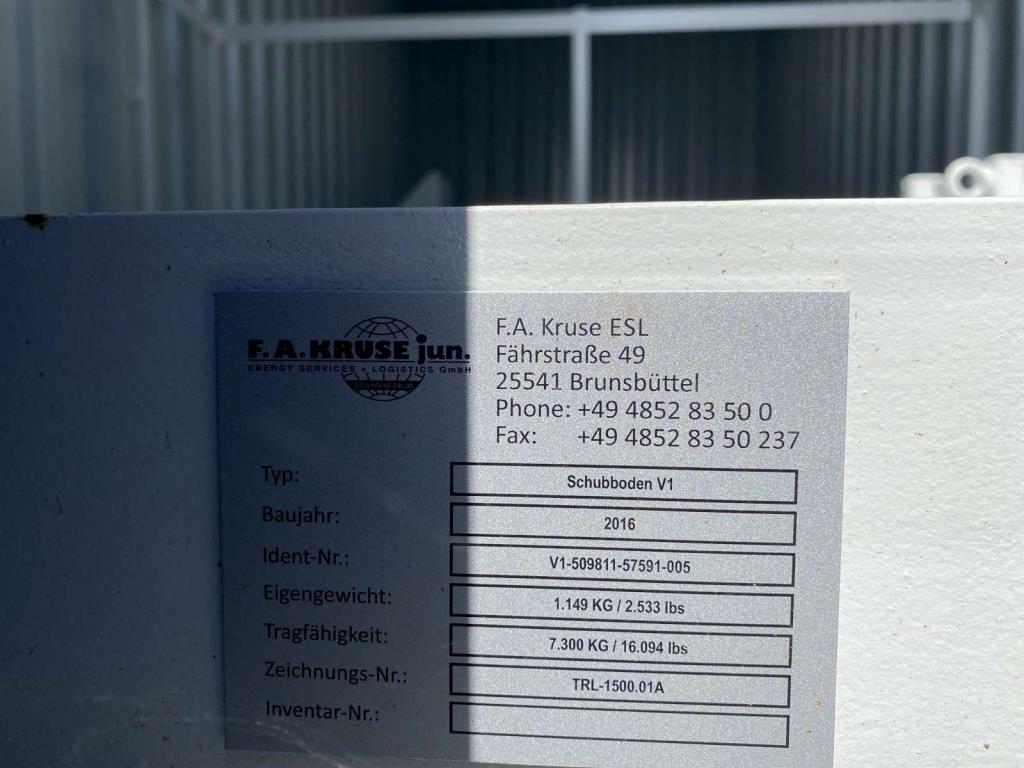 F.A.KRUSE jun.
ENERGY SERVICES + LOGISTICS GmbH
F.A. Kruse ESL
Fährstraße 49
25541 Brunsbüttel
Phone: +49 4852 83 50 0
Fax: +49 4852 83 50 237
Typ: Schubboden V1
Baujahr: 2016
Ident-Nr.: V1-509811-57591-005
Eigengewicht: 1.149 KG / 2.533 lbs
Tragfähigkeit: 7.300 KG / 16.094 lbs
Zeichnungs-Nr.: TRL-1500.01A
Inventar-Nr.: